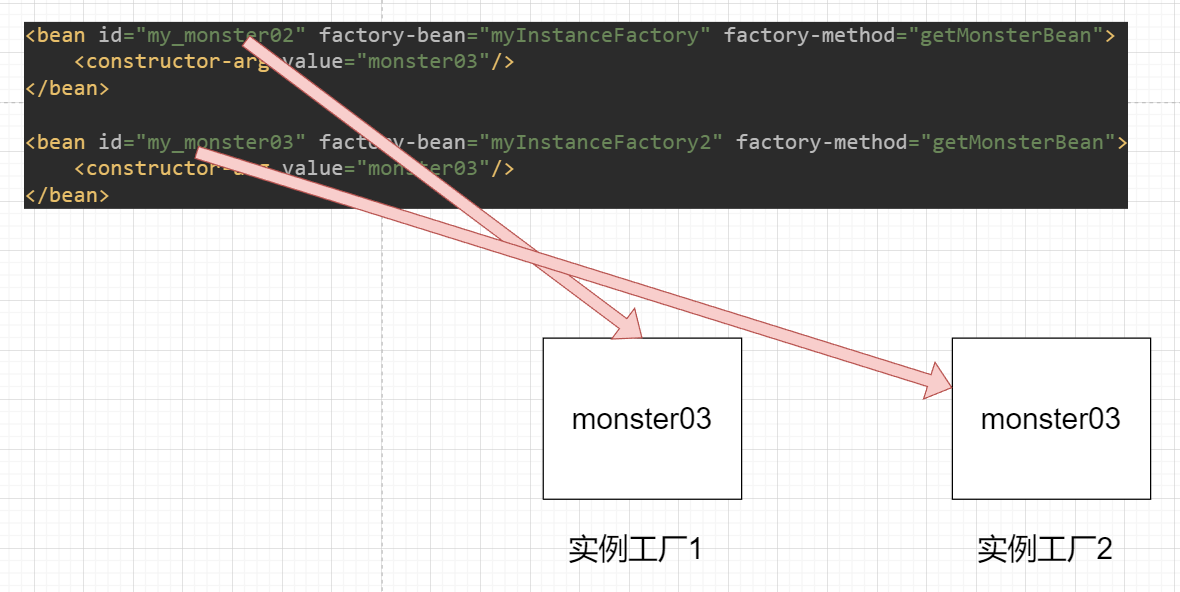 <bean id="my_monster02" factory-bean="myInstanceFactory" factory-method="getMonsterBean">
<constructor-arg value="monster03"/>
</bean>
<bean id="my_monster03" factory-bean="myInstanceFactory2" factory-method="getMonsterBean">
<constructor-arg value="monster03"/>
</bean>
monster03
monster03
实例工厂1
实例工厂2